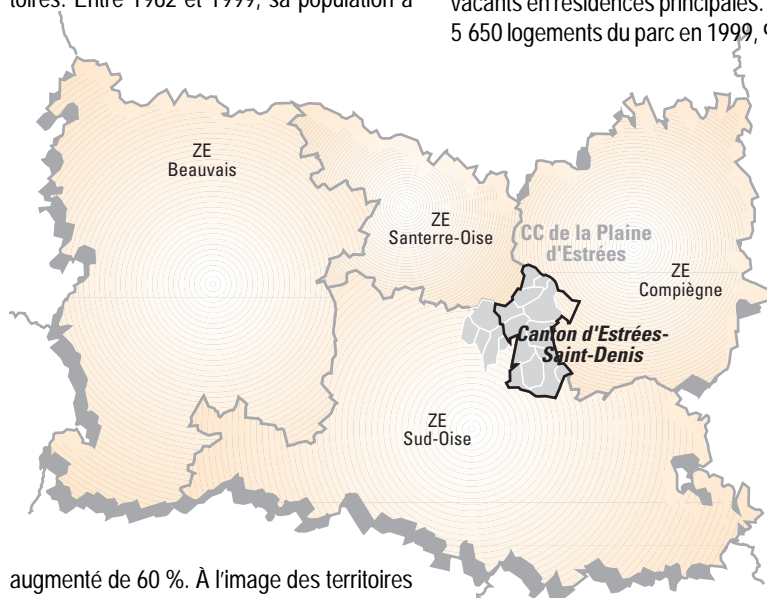 toires. Entre 1962 et 1999, sa population a
vacants en résidences principales.
5 650 logements du parc en 1999,
ZE
Beauvais
ZE
Santerre-Oise
CC de la Plaine
d'Estrées
ZE
Compiègne
Canton d'Estrées-
Saint-Denis
ZE
Sud-Oise
augmenté de 60 %. À l'image des territoires